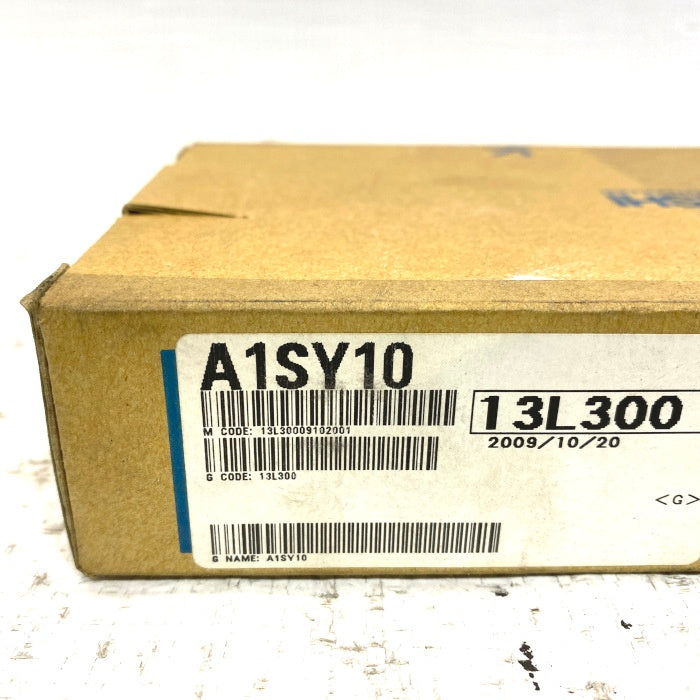 A1SY10
M CODE: 13L30009102001
13L300
2009/10/20
G CODE: 13L300
<G>
G NAME: A1SY10